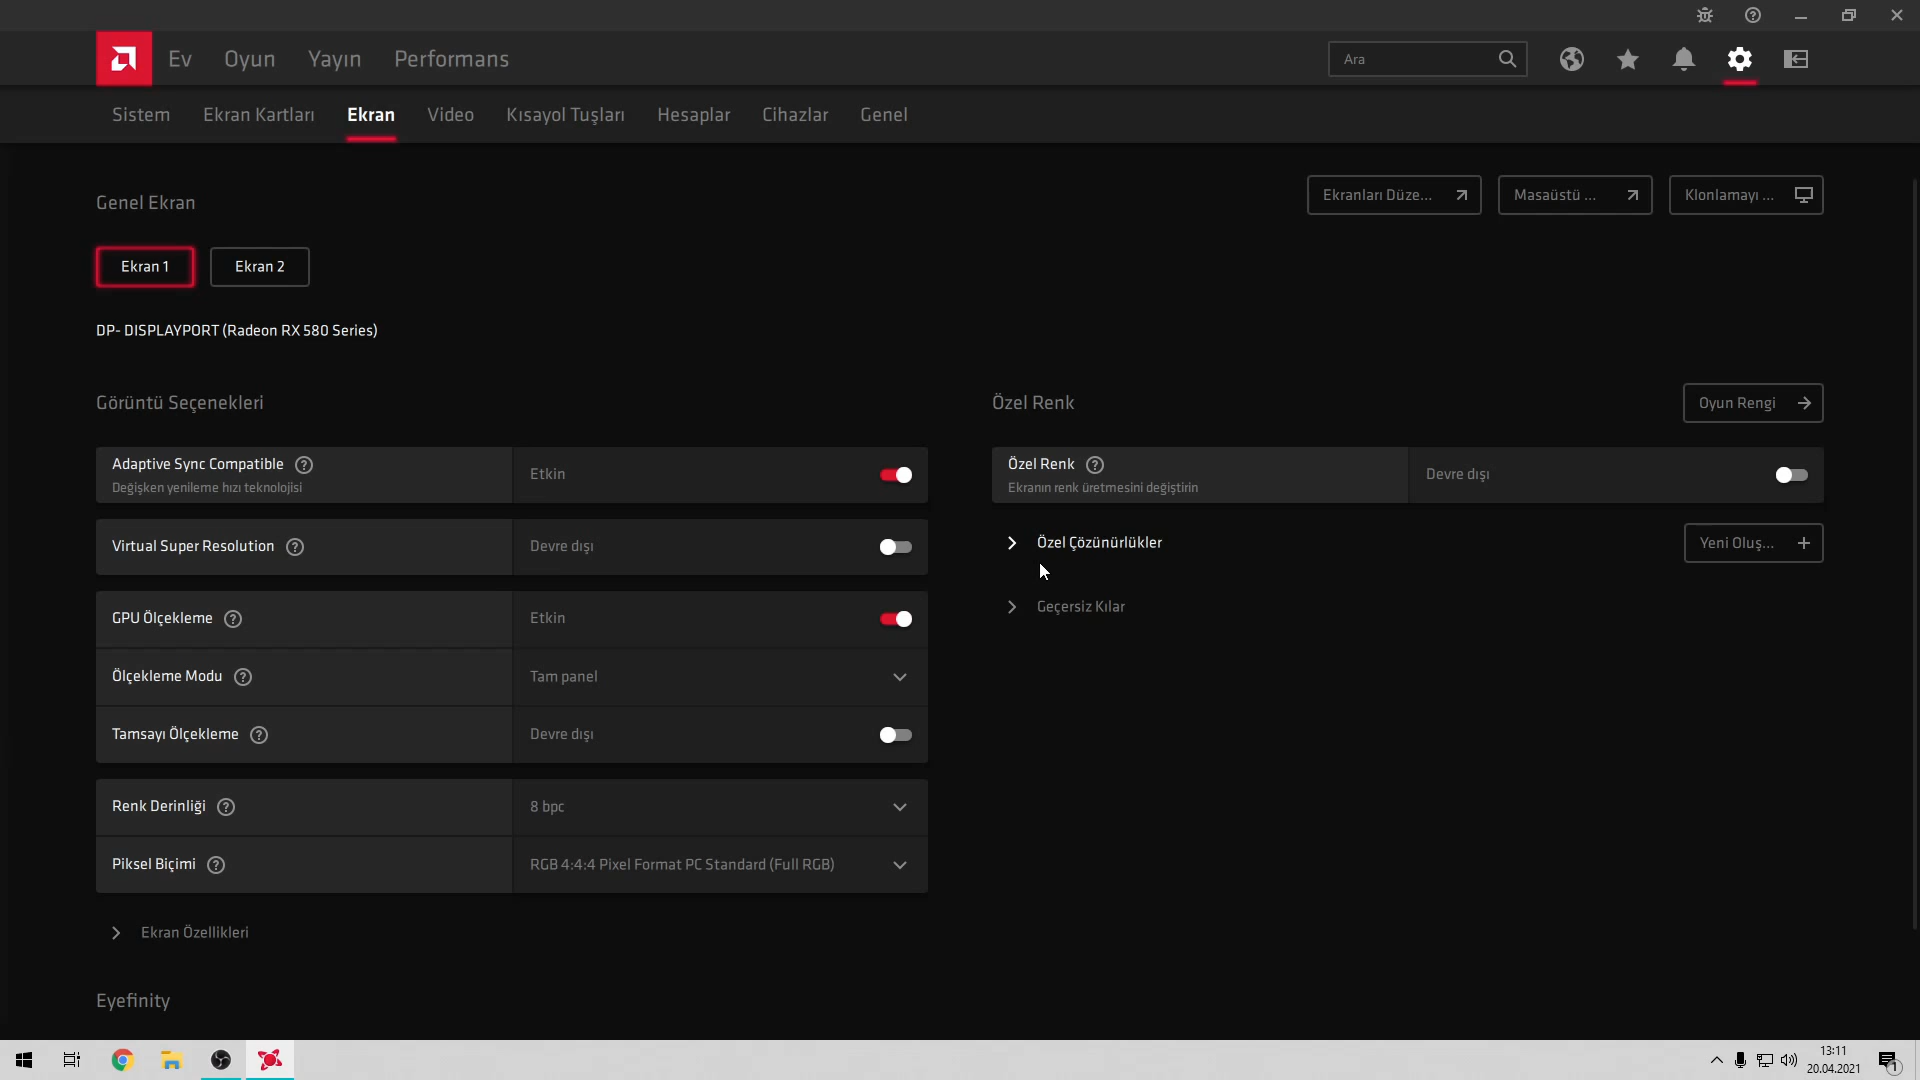 Ev Oyun Yayın Performans Ara
Sistem Ekran Kartları Ekran Video Kısayol Tuşları Hesaplar Cihazlar Genel
Genel Ekran
Ekranları Düze... Masaüstü ... Klonlamayı ...
Ekran 1 Ekran 2
DP- DISPLAYPORT (Radeon RX 580 Series)
Görüntü Seçenekleri
Adaptive Sync Compatible
Değişken yenileme hızı teknolojisi
Etkin
Virtual Super Resolution
Devre dışı
GPU Ölçekleme
Etkin
Ölçekleme Modu
Tam panel
Tamsayı Ölçekleme
Devre dışı
Renk Derinliği
8 bpc
Piksel Biçimi
RGB 4:4:4 Pixel Format PC Standard (Full RGB)
Ekran Özellikleri
Eyefinity
Özel Renk
Oyun Rengi
Özel Renk
Ekranın renk üretmesini değiştirin
Devre dışı
Özel Çözünürlükler
Yeni Oluş...
Geçersiz Kılar
13:11
20.04.2021
1